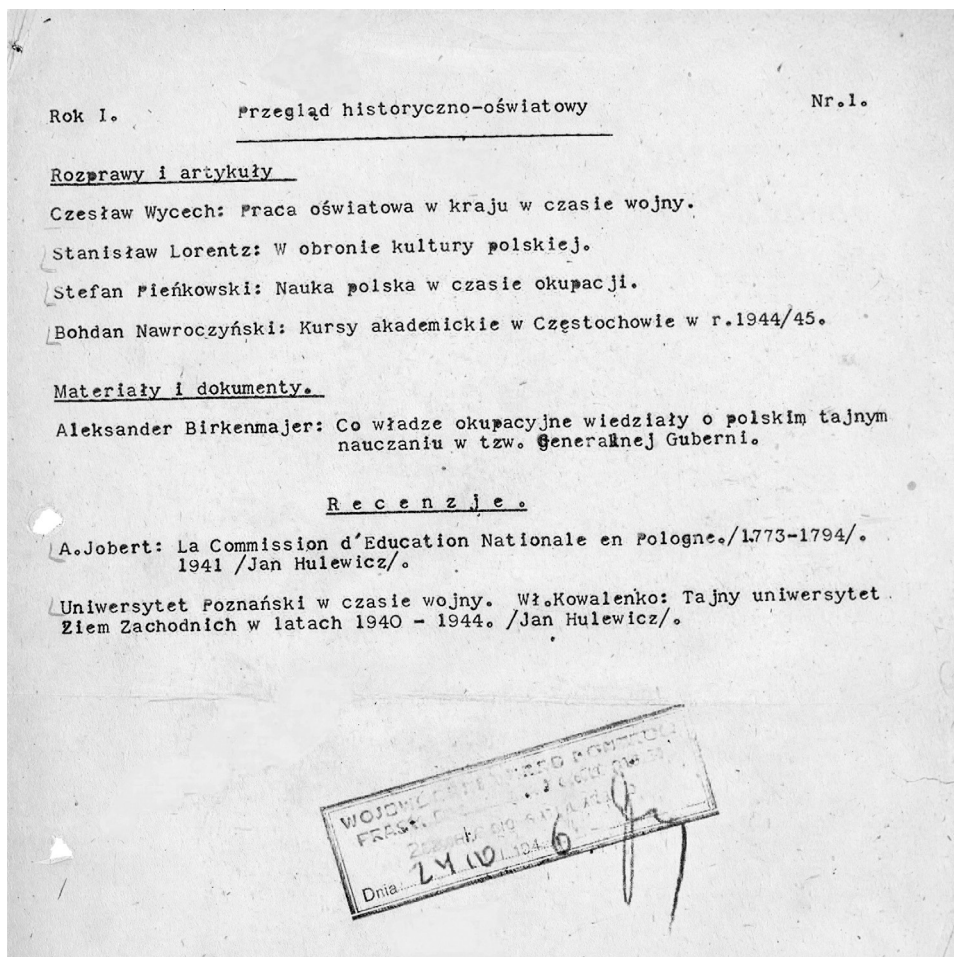 Rok I. Przegląd historyczno-oświatowy Nr.1.
Rozprawy i artykuły
Czesław Wycech: Praca oświatowa w kraju w czasie wojny.
Stanisław Lorentz: W obronie kultury polskiej.
Stefan Pieńkowski: Nauka polska w czasie okupacji.
Bohdan Nawroczyński: Kursy akademickie w Częstochowie w r.1944/45.
Materiały i dokumenty.
Aleksander Birkenmajer: Co władze okupacyjne wiedziały o polskim tajnym
nauczaniu w tzw. Generalnej Guberni.
Recenzje.
A.Jobert: La Commission d'Education Nationale en Pologne./1773-1794/.
1941 /Jan Hulewicz/.
Uniwersytet Poznański w czasie wojny. Wł.Kowalenko: Tajny uniwersytet
Ziem Zachodnich w latach 1940 - 1944. /Jan Hulewicz/.
Dnia 194 6